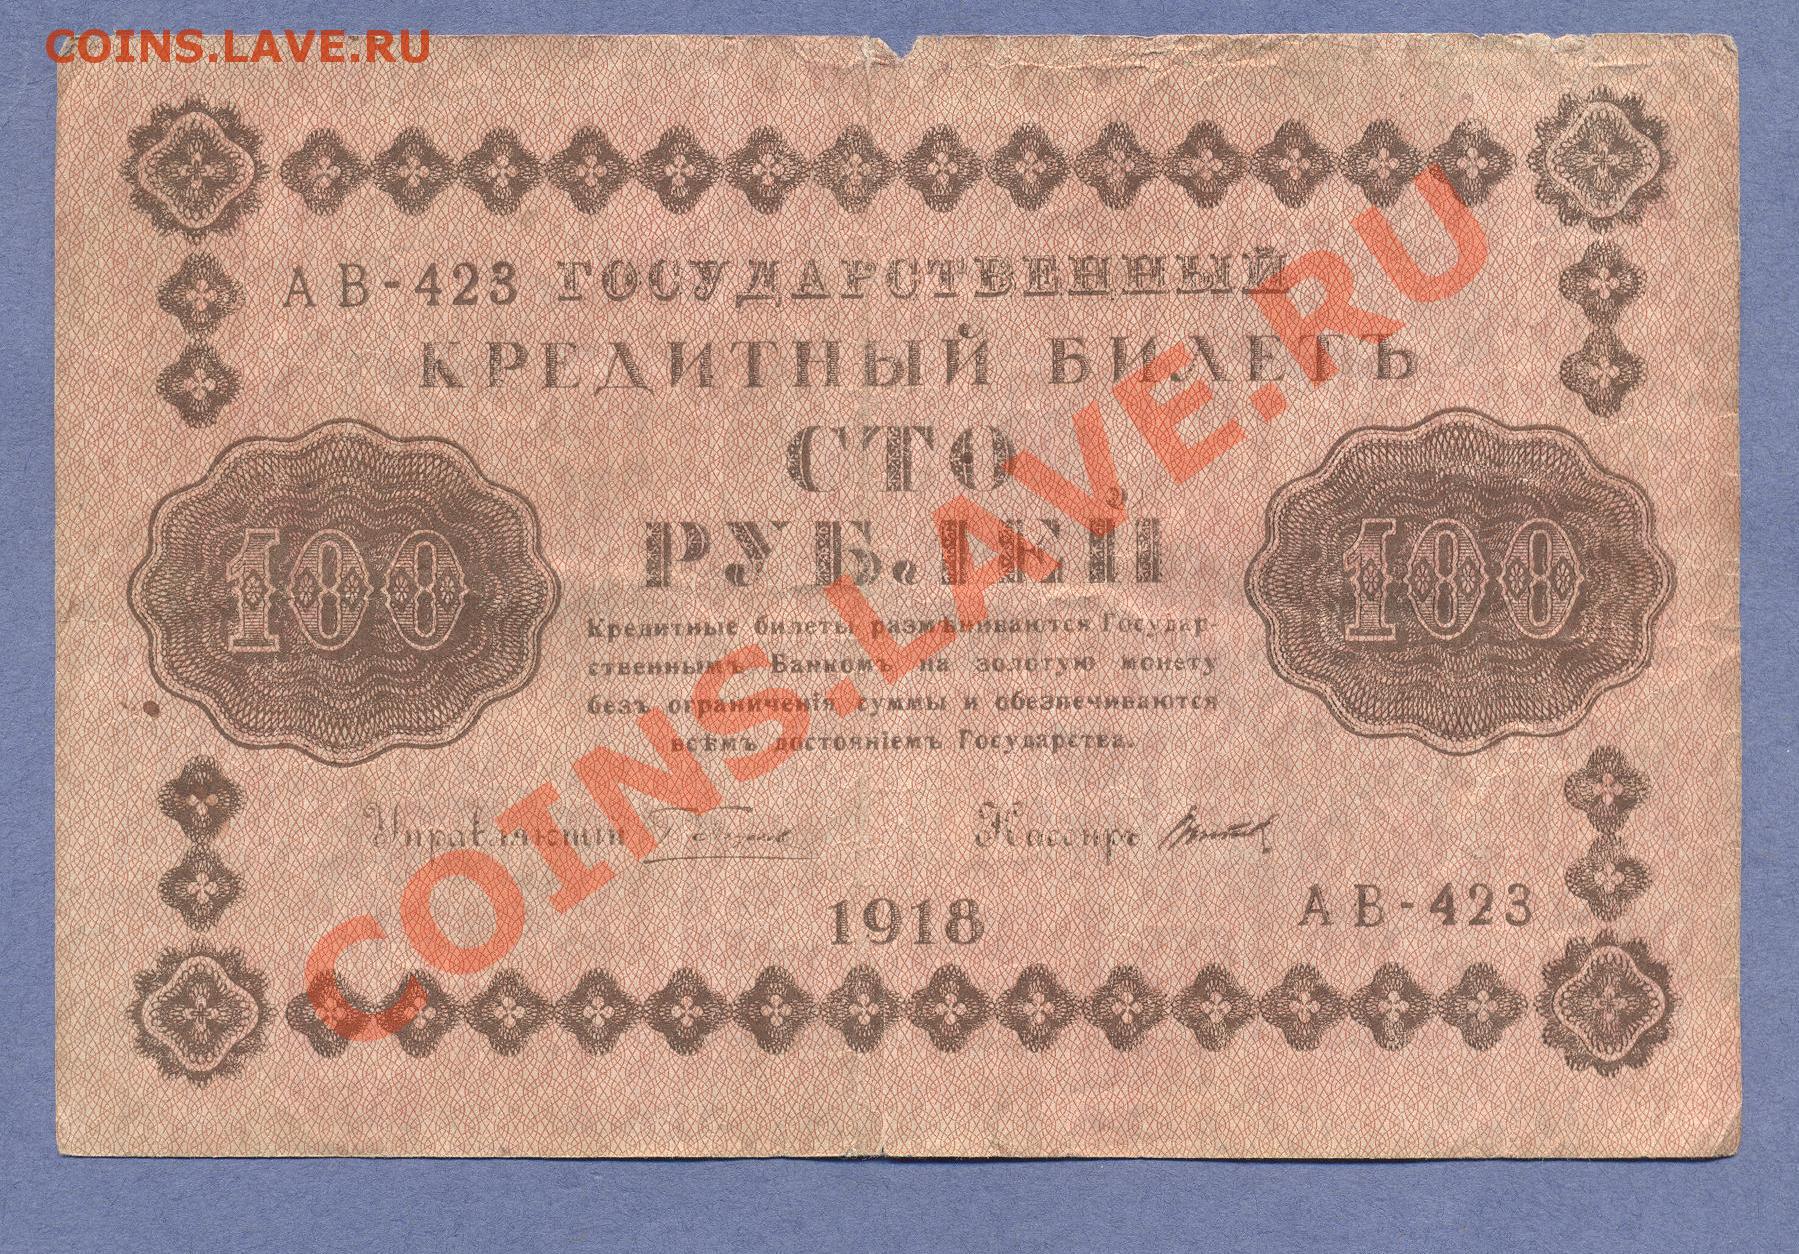 COINS.LAVE.RU
АВ-423 ГОСУДАРСТВЕННЫЙ
КРЕДИТНЫЙ БИЛЕТЪ
СТО
РУБЛЕЙ
100
100
Кредитные билеты размѣниваются Государ-
ственнымъ Банкомъ на золотую монету
безъ ограниченія суммы и обезпечиваются
всѣмъ достояніемъ Государства.
Управляющій Кассиръ
1918
АВ-423
COINS.LAVE.RU